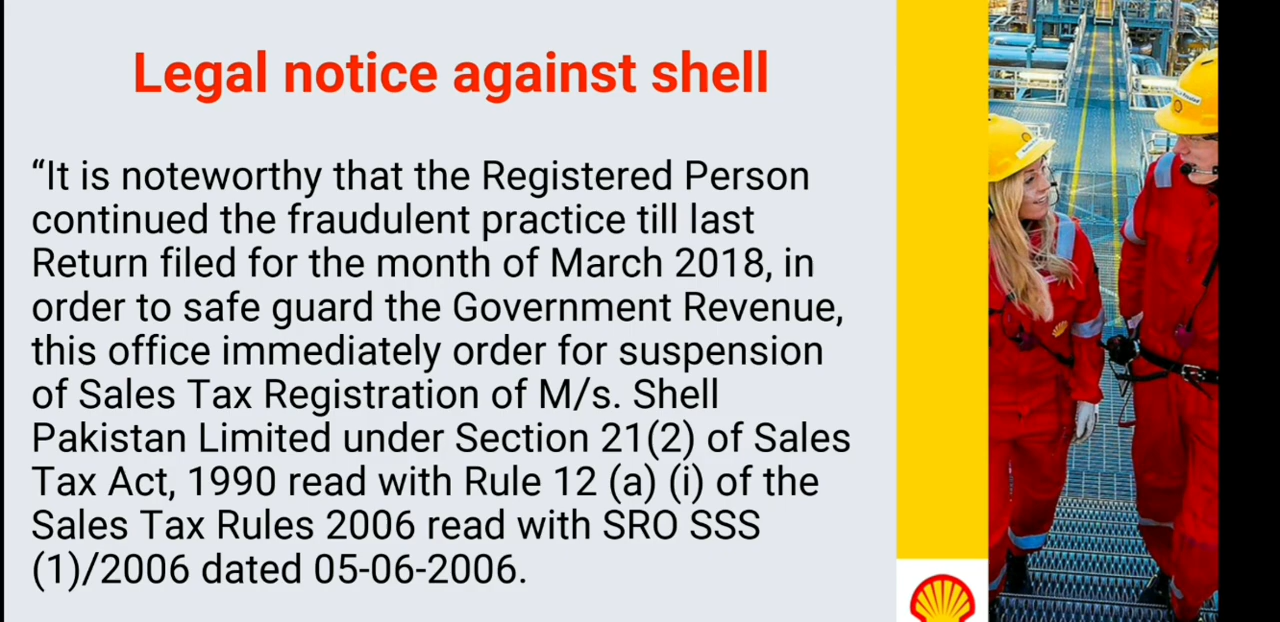 Legal notice against shell
“It is noteworthy that the Registered Person
continued the fraudulent practice till last
Return filed for the month of March 2018, in
order to safe guard the Government Revenue,
this office immediately order for suspension
of Sales Tax Registration of M/s. Shell
Pakistan Limited under Section 21(2) of Sales
Tax Act, 1990 read with Rule 12 (a) (i) of the
Sales Tax Rules 2006 read with SRO SSS
(1)/2006 dated 05-06-2006.